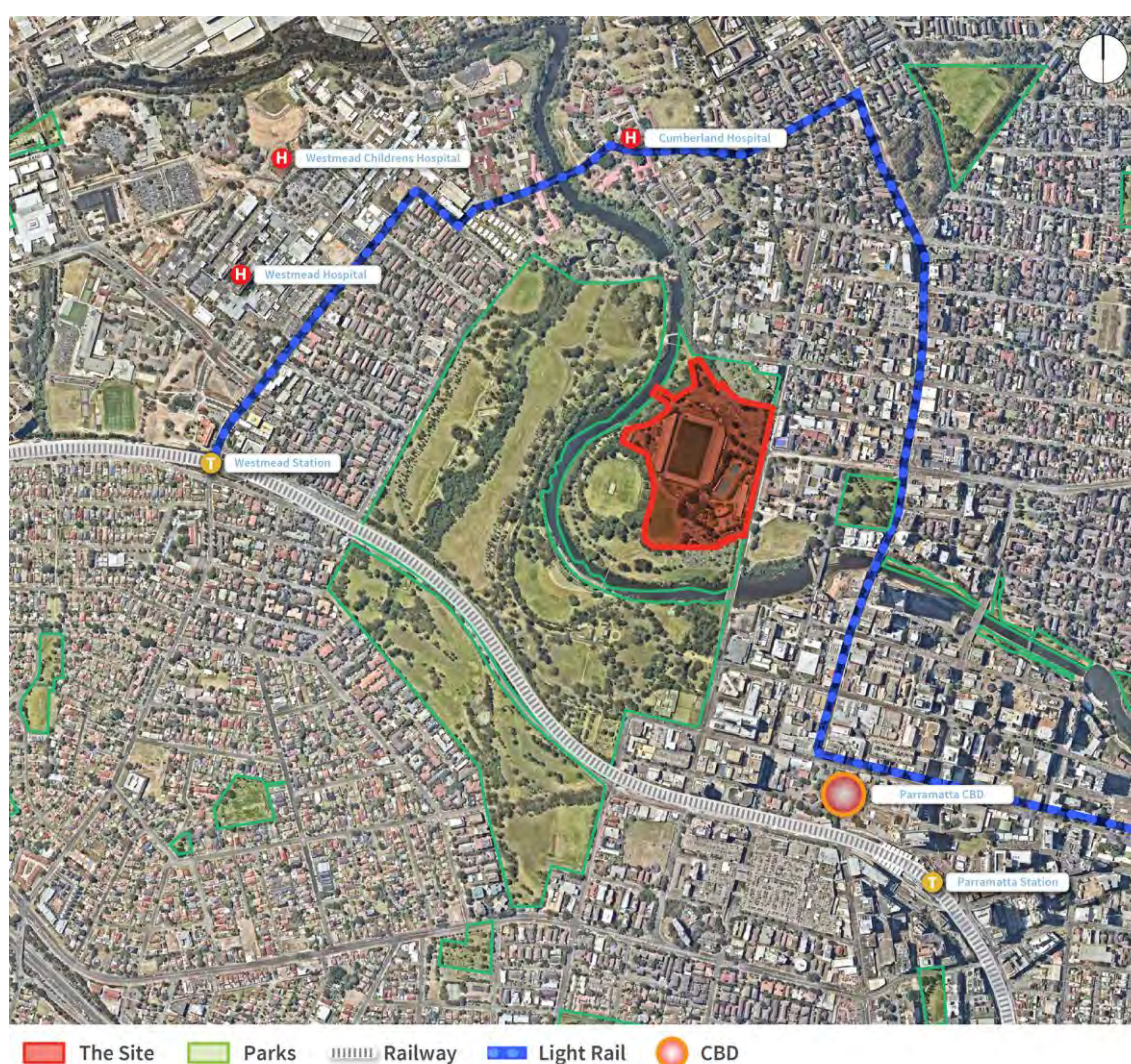 H Cumberland Hospital
H Westmead Childrens Hospital
H Westmead Hospital
T Westmead Station
Parramatta CBD
T Parramatta Station
The Site
Parks
Railway
Light Rail
CBD